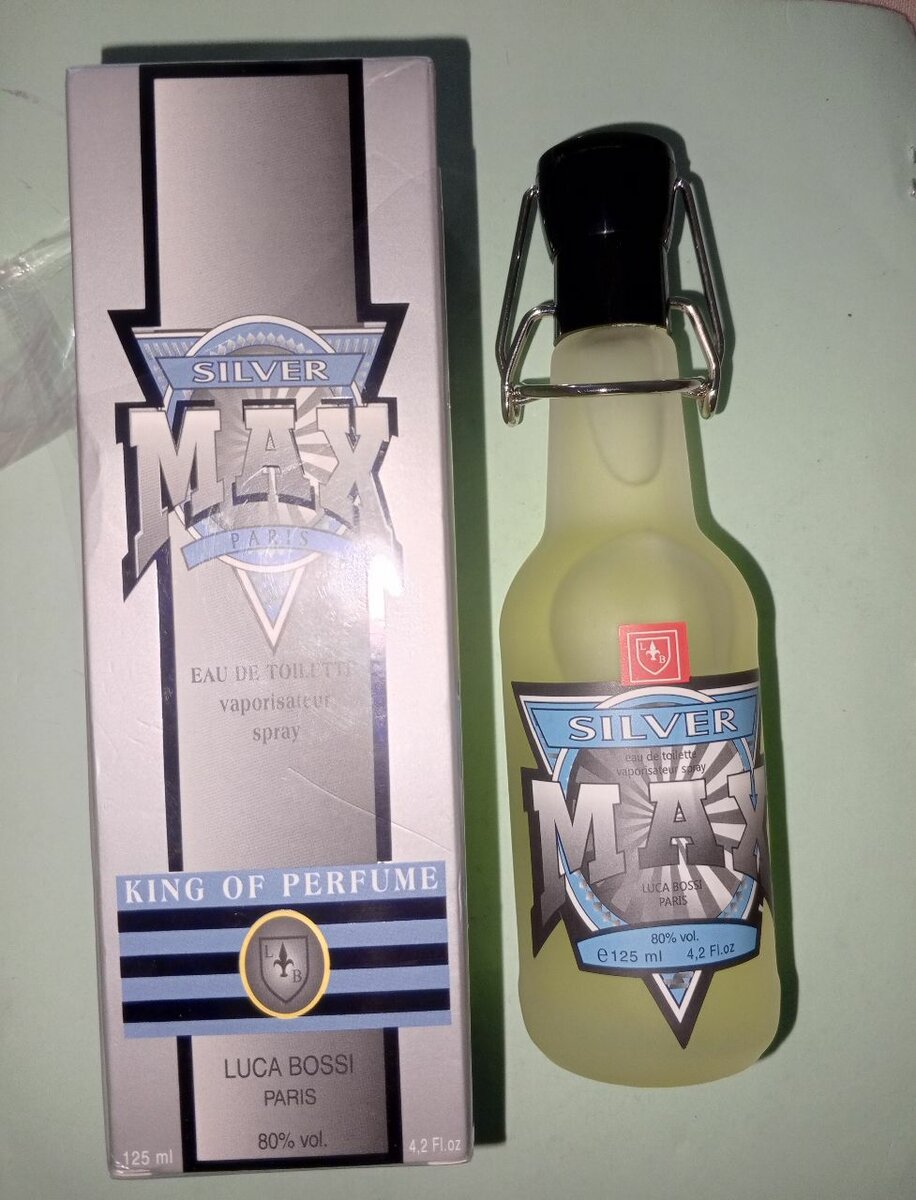 SILVER
MAX
PARIS
EAU DE TOILETTE
vaporisateur
spray
KING OF PERFUME
L
B
LUCA BOSSI
PARIS
80% vol.
125 ml 4,2 Fl.oz
L
B
SILVER
eau de toilette
vaporisateur spray
MAX
LUCA BOSSI
PARIS
80% vol.
e 125 ml 4,2 Fl.oz